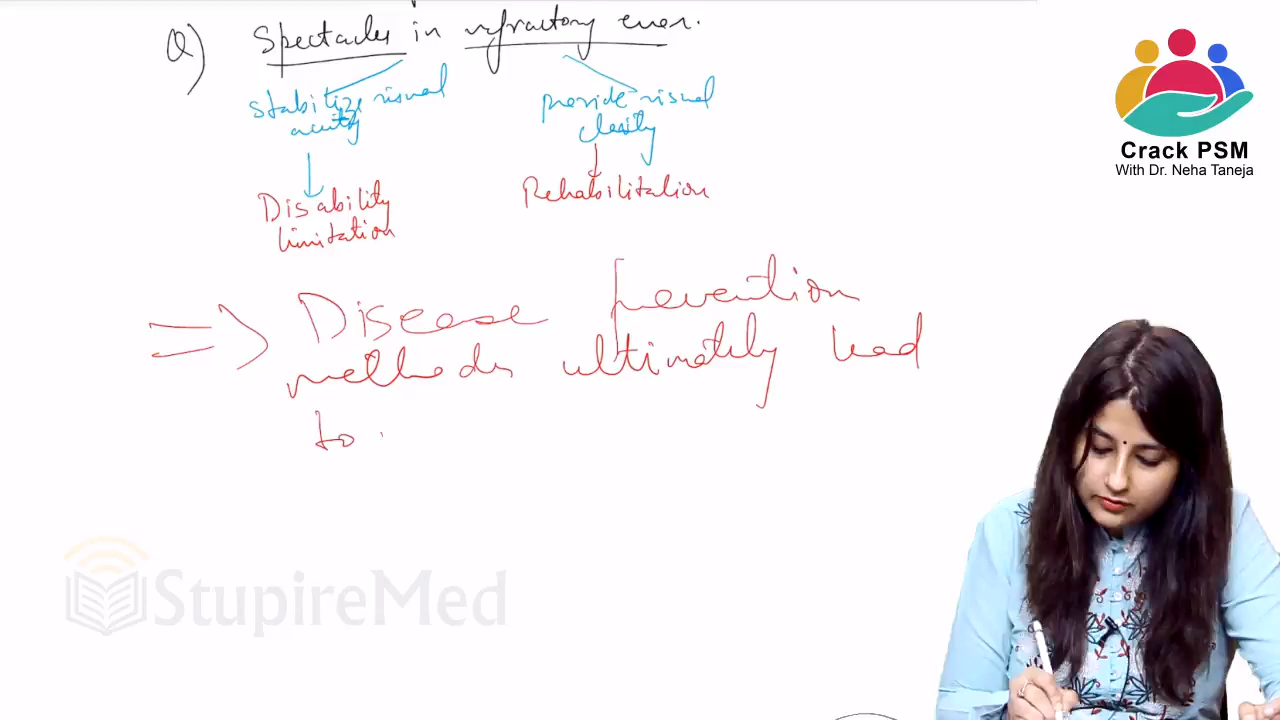 Q) Spectacles in refractory error.
stabilize visual
acuity
provide visual
clarity
Disability
limitation
Rehabilitation
=> Disease prevention
methods ultimately lead
to
Crack PSM
With Dr. Neha Taneja
StupireMed